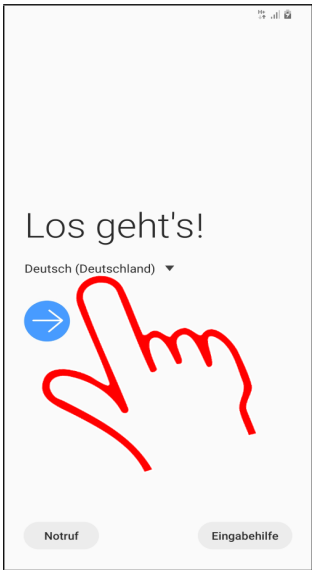 H+
Los geht's!
Deutsch (Deutschland)
Notruf
Eingabehilfe